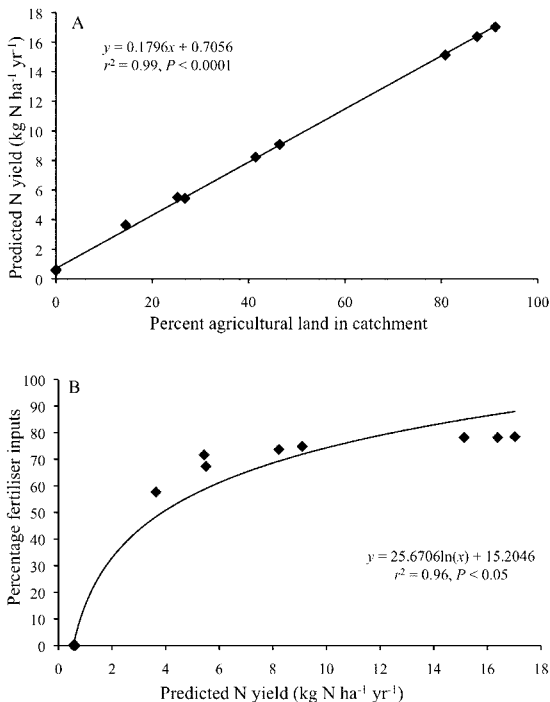 A
y = 0.1796x + 0.7056
r² = 0.99, P < 0.0001
Predicted N yield (kg N ha⁻¹ yr⁻¹)
18
16
14
12
10
8
6
4
2
0
0 20 40 60 80 100
Percent agricultural land in catchment
B
Percentage fertiliser inputs
100
90
80
70
60
50
40
30
20
10
0
y = 25.6706ln(x) + 15.2046
r² = 0.96, P < 0.05
0 2 4 6 8 10 12 14 16 18
Predicted N yield (kg N ha⁻¹ yr⁻¹)